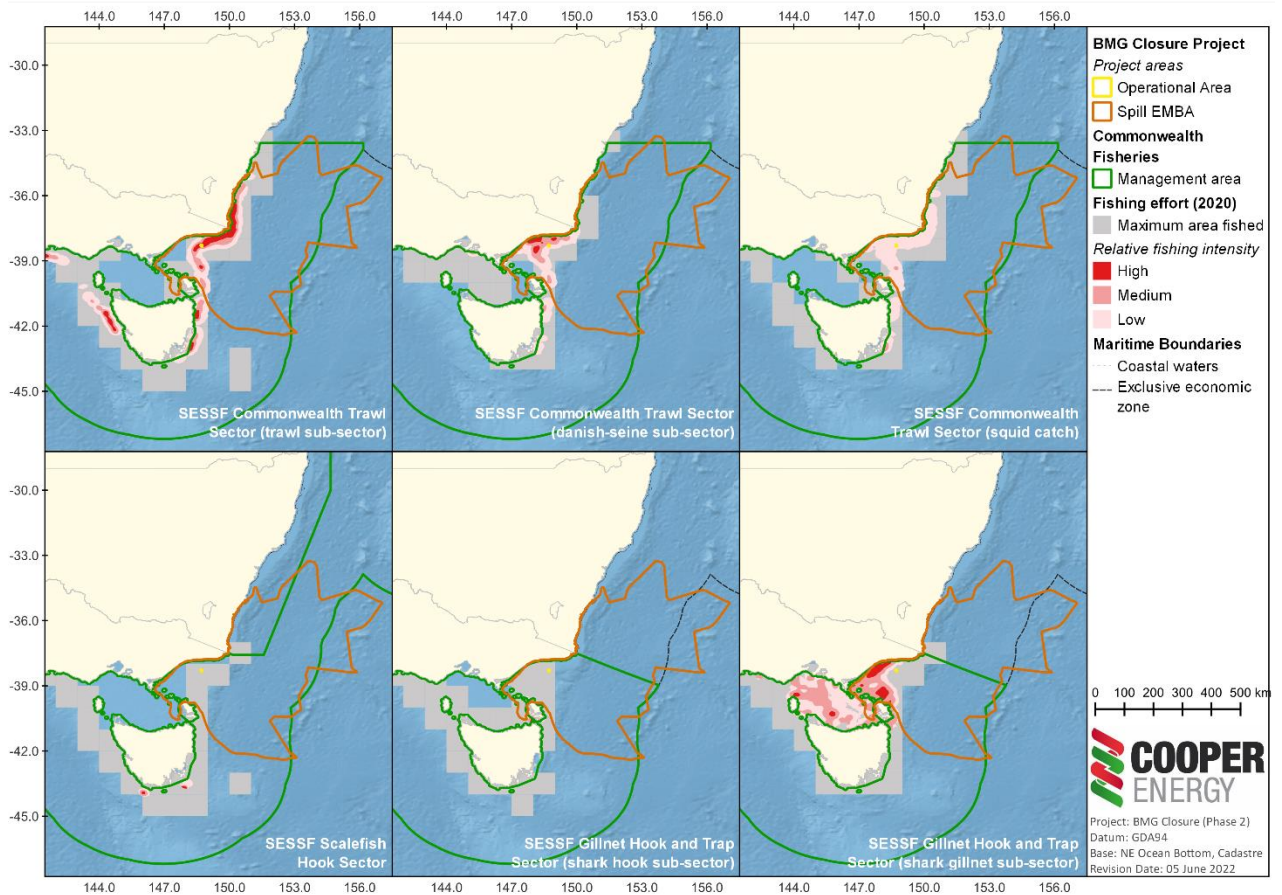 144.0 147.0 150.0 153.0 156.0 144.0 147.0 150.0 153.0 156.0 144.0 147.0 150.0 153.0 156.0
-30.0
-33.0
-36.0
-39.0
-42.0
-45.0
SESSF Commonwealth Trawl
Sector (trawl sub-sector)
SESSF Commonwealth Trawl Sector
(danish-seine sub-sector)
SESSF Commonwealth
Trawl Sector (squid catch)
-30.0
-33.0
-36.0
-39.0
-42.0
-45.0
SESSF Scalefish
Hook Sector
SESSF Gillnet Hook and Trap
Sector (shark hook sub-sector)
SESSF Gillnet Hook and Trap
Sector (shark gillnet sub-sector)
144.0 147.0 150.0 153.0 156.0 144.0 147.0 150.0 153.0 156.0 144.0 147.0 150.0 153.0 156.0
BMG Closure Project
Project areas
Operational Area
Spill EMBA
Commonwealth
Fisheries
Management area
Fishing effort (2020)
Maximum area fished
Relative fishing intensity
High
Medium
Low
Maritime Boundaries
Coastal waters
Exclusive economic
zone
0 100 200 300 400 500 km
COOPER
ENERGY
Project: BMG Closure (Phase 2)
Datum: GDA94
Base: NE Ocean Bottom, Cadastre
Revision Date: 05 June 2022